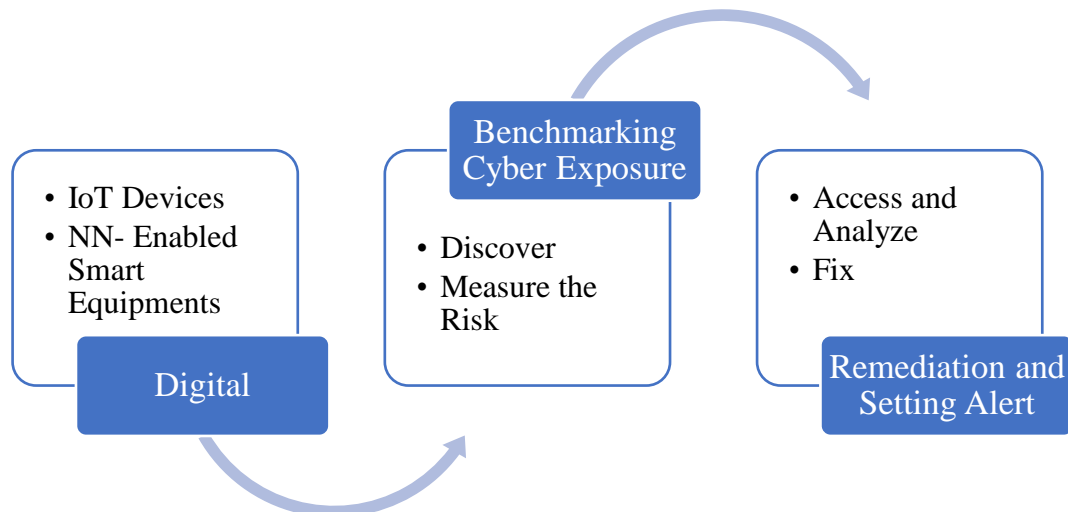 • IoT Devices
• NN- Enabled
Smart
Equipments
Digital
Benchmarking
Cyber Exposure
• Discover
• Measure the
Risk
• Access and
Analyze
• Fix
Remediation and
Setting Alert